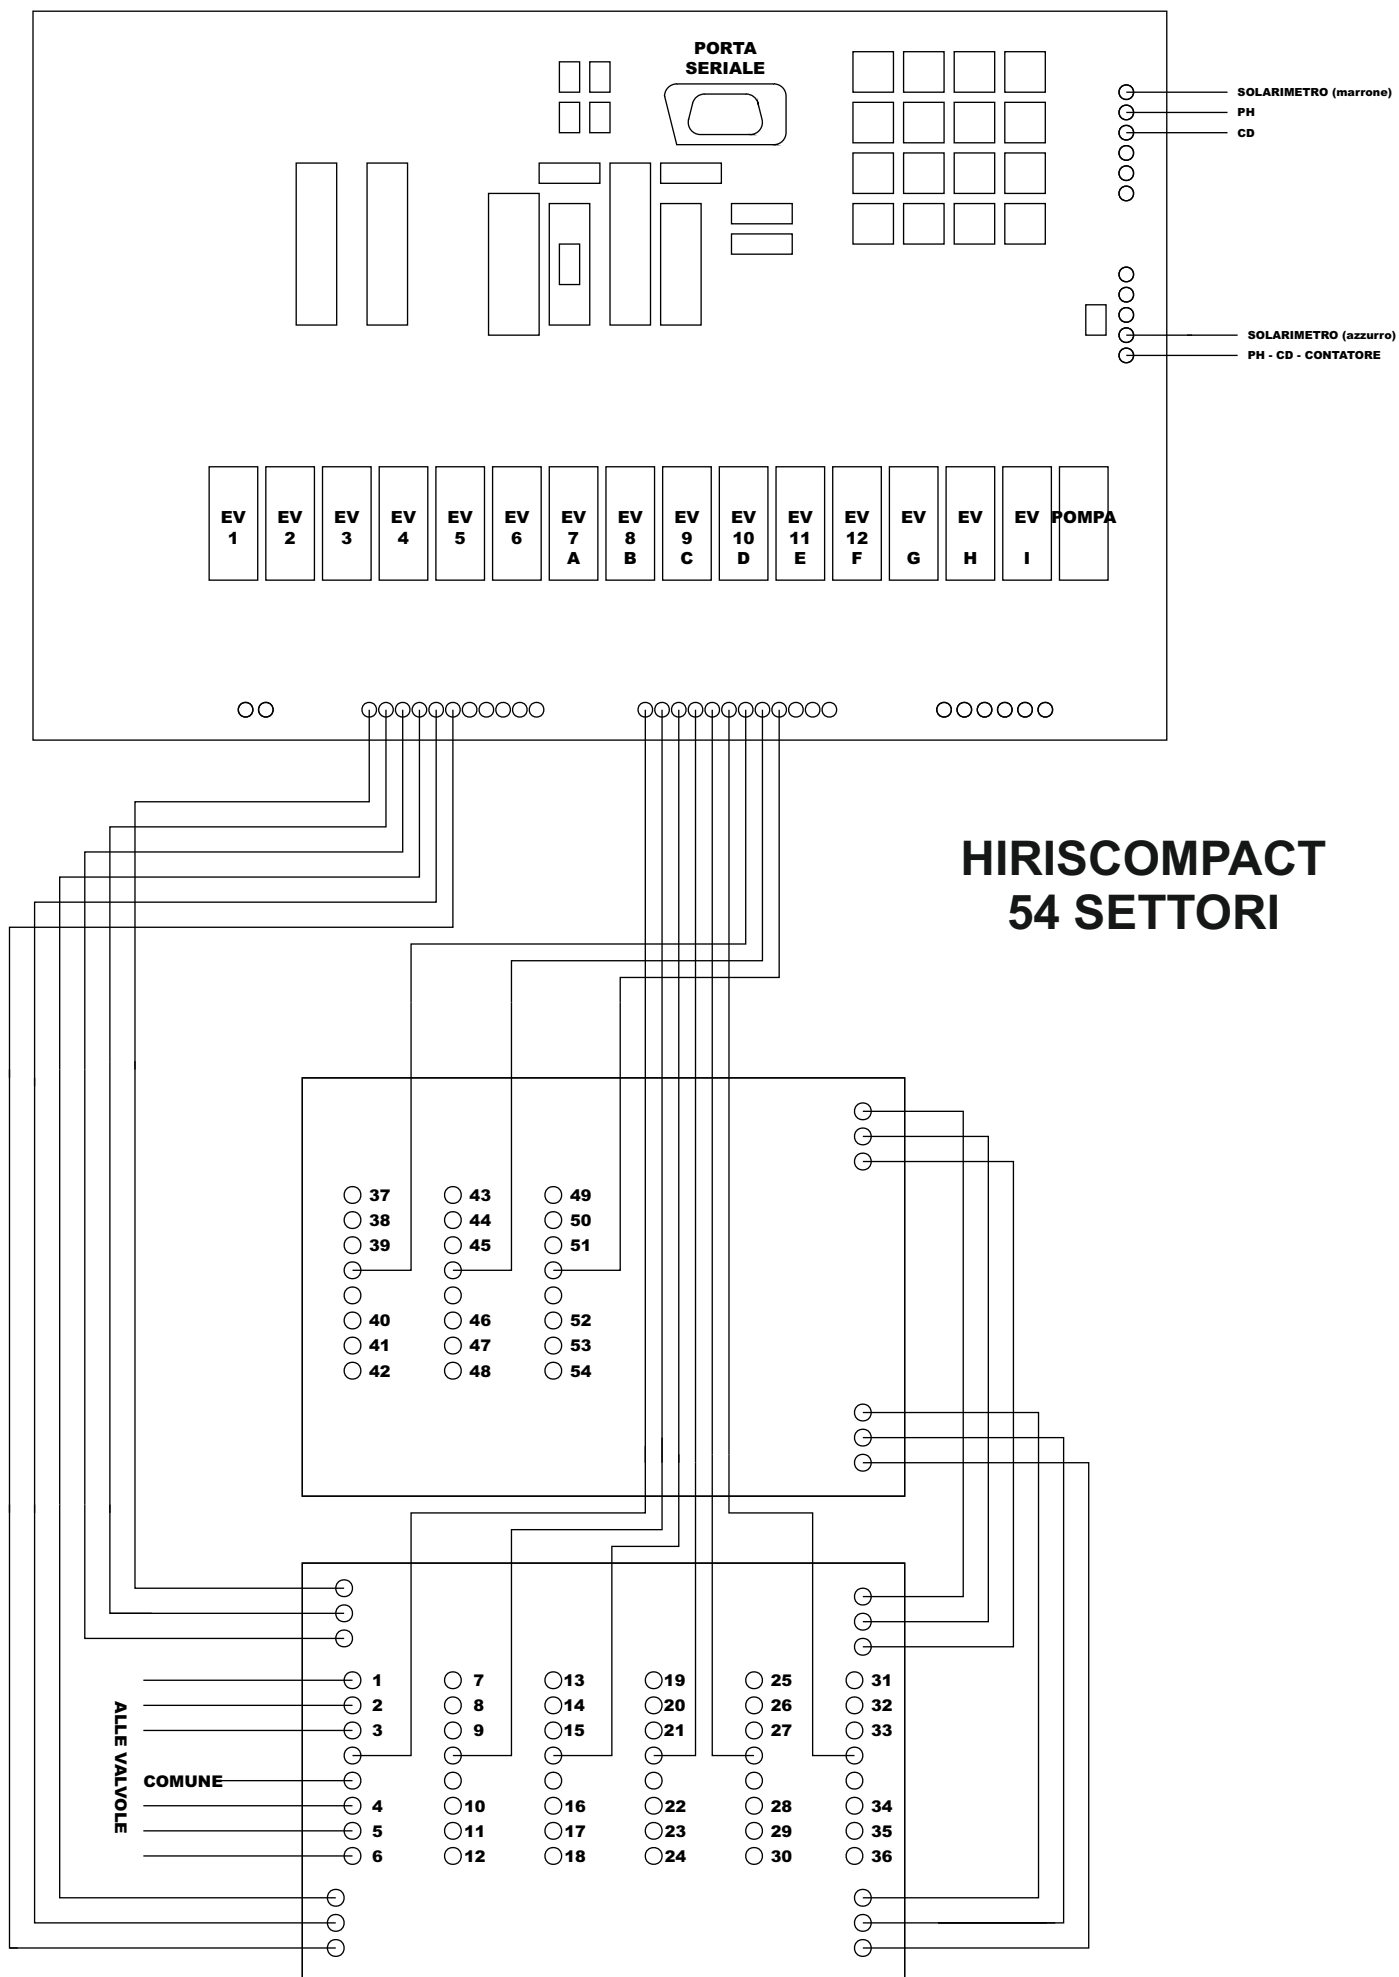 PORTA
SERIALE
SOLARIMETRO (marrone)
PH
CD
SOLARIMETRO (azzurro)
PH - CD - CONTATORE
EV EV EV EV EV EV EV EV EV EV EV EV EV EV EV POMPA
1 2 3 4 5 6 7 8 9 10 11 12
A B C D E F G H I
HIRISCOMPACT
54 SETTORI
37 43 49
38 44 50
39 45 51
40 46 52
41 47 53
42 48 54
1 7 13 19 25 31
2 8 14 20 26 32
3 9 15 21 27 33
ALLE VALVOLE
COMUNE
4 10 16 22 28 34
5 11 17 23 29 35
6 12 18 24 30 36